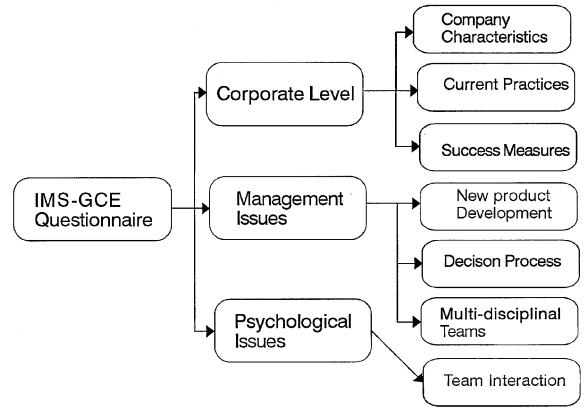 Company
Characteristics
Corporate Level
Current Practices
Success Measures
IMS-GCE
Questionnaire
Management
Issues
New product
Development
Decison Process
Psychological
Issues
Multi-disciplinal
Teams
Team Interaction